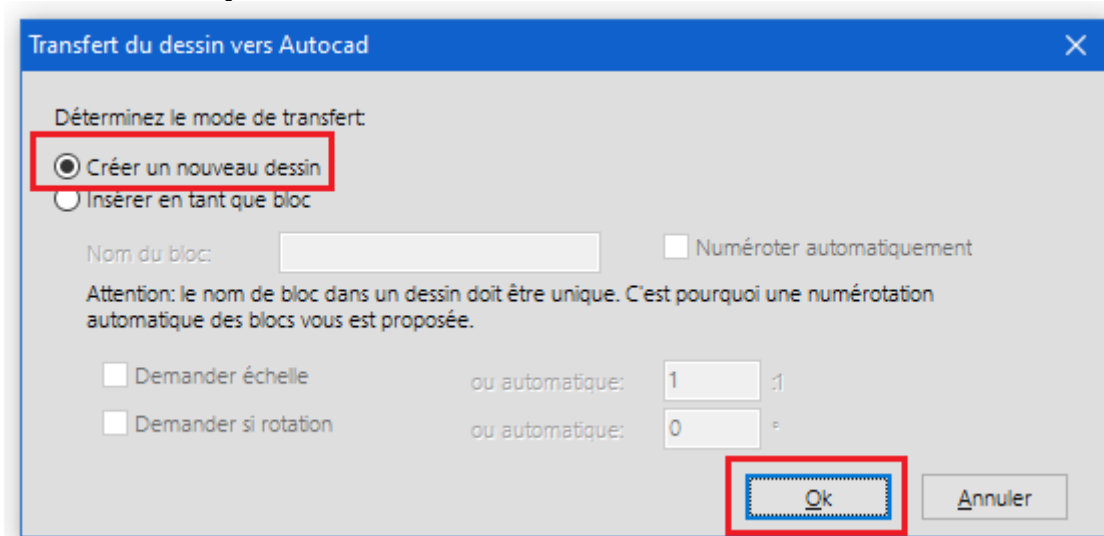 Transfert du dessin vers Autocad
Déterminez le mode de transfert:
Créer un nouveau dessin
Insérer en tant que bloc
Nom du bloc:
Numéroter automatiquement
Attention: le nom de bloc dans un dessin doit être unique. C'est pourquoi une numérotation
automatique des blocs vous est proposée.
Demander échelle ou automatique: 1 :1
Demander si rotation ou automatique: 0 °
Ok Annuler